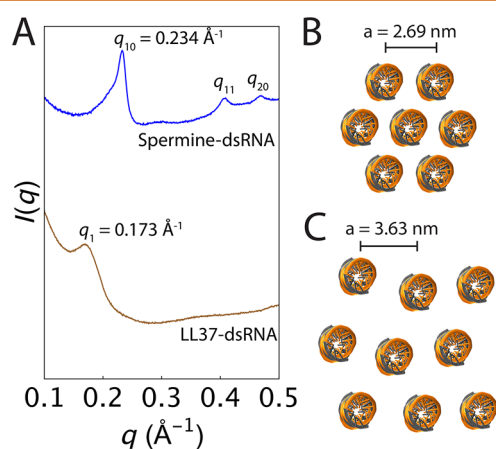 A
q10 = 0.234 Å-1
q11
q20
Spermine-dsRNA
q1 = 0.173 Å-1
LL37-dsRNA
I(q)
0.1 0.2 0.3 0.4 0.5
q (Å−1)
B
a = 2.69 nm
C
a = 3.63 nm